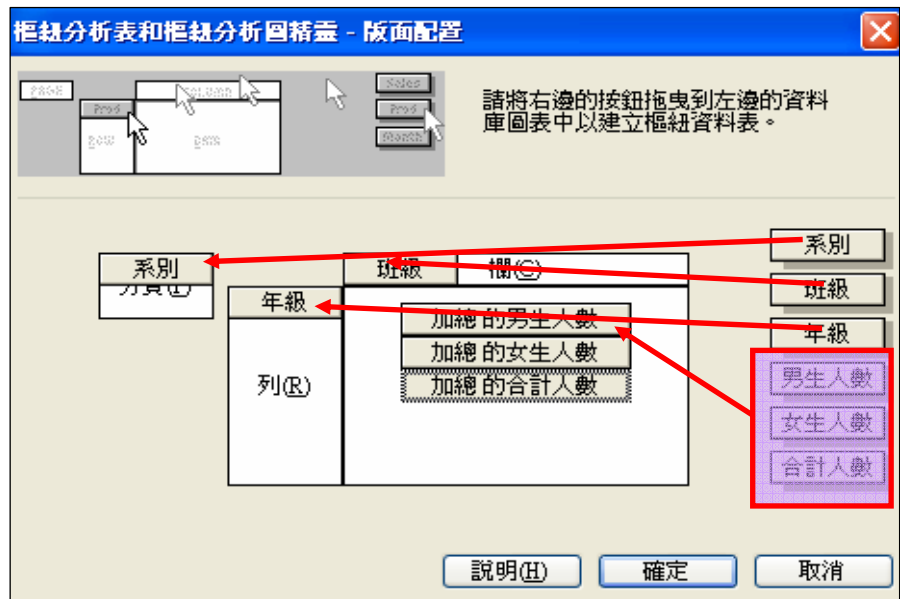 樞紐分析表和樞紐分析圖精靈 - 版面配置
Sales
Prod
Prod
Month
請將右邊的按鈕拖曳到左邊的資料
庫圖表中以建立樞紐資料表。
系別
班級
欄(C)
年級
列(R)
加總 的男生人數
加總 的女生人數
加總 的合計人數
系別
班級
年級
男生人數
女生人數
合計人數
說明(H)
確定
取消